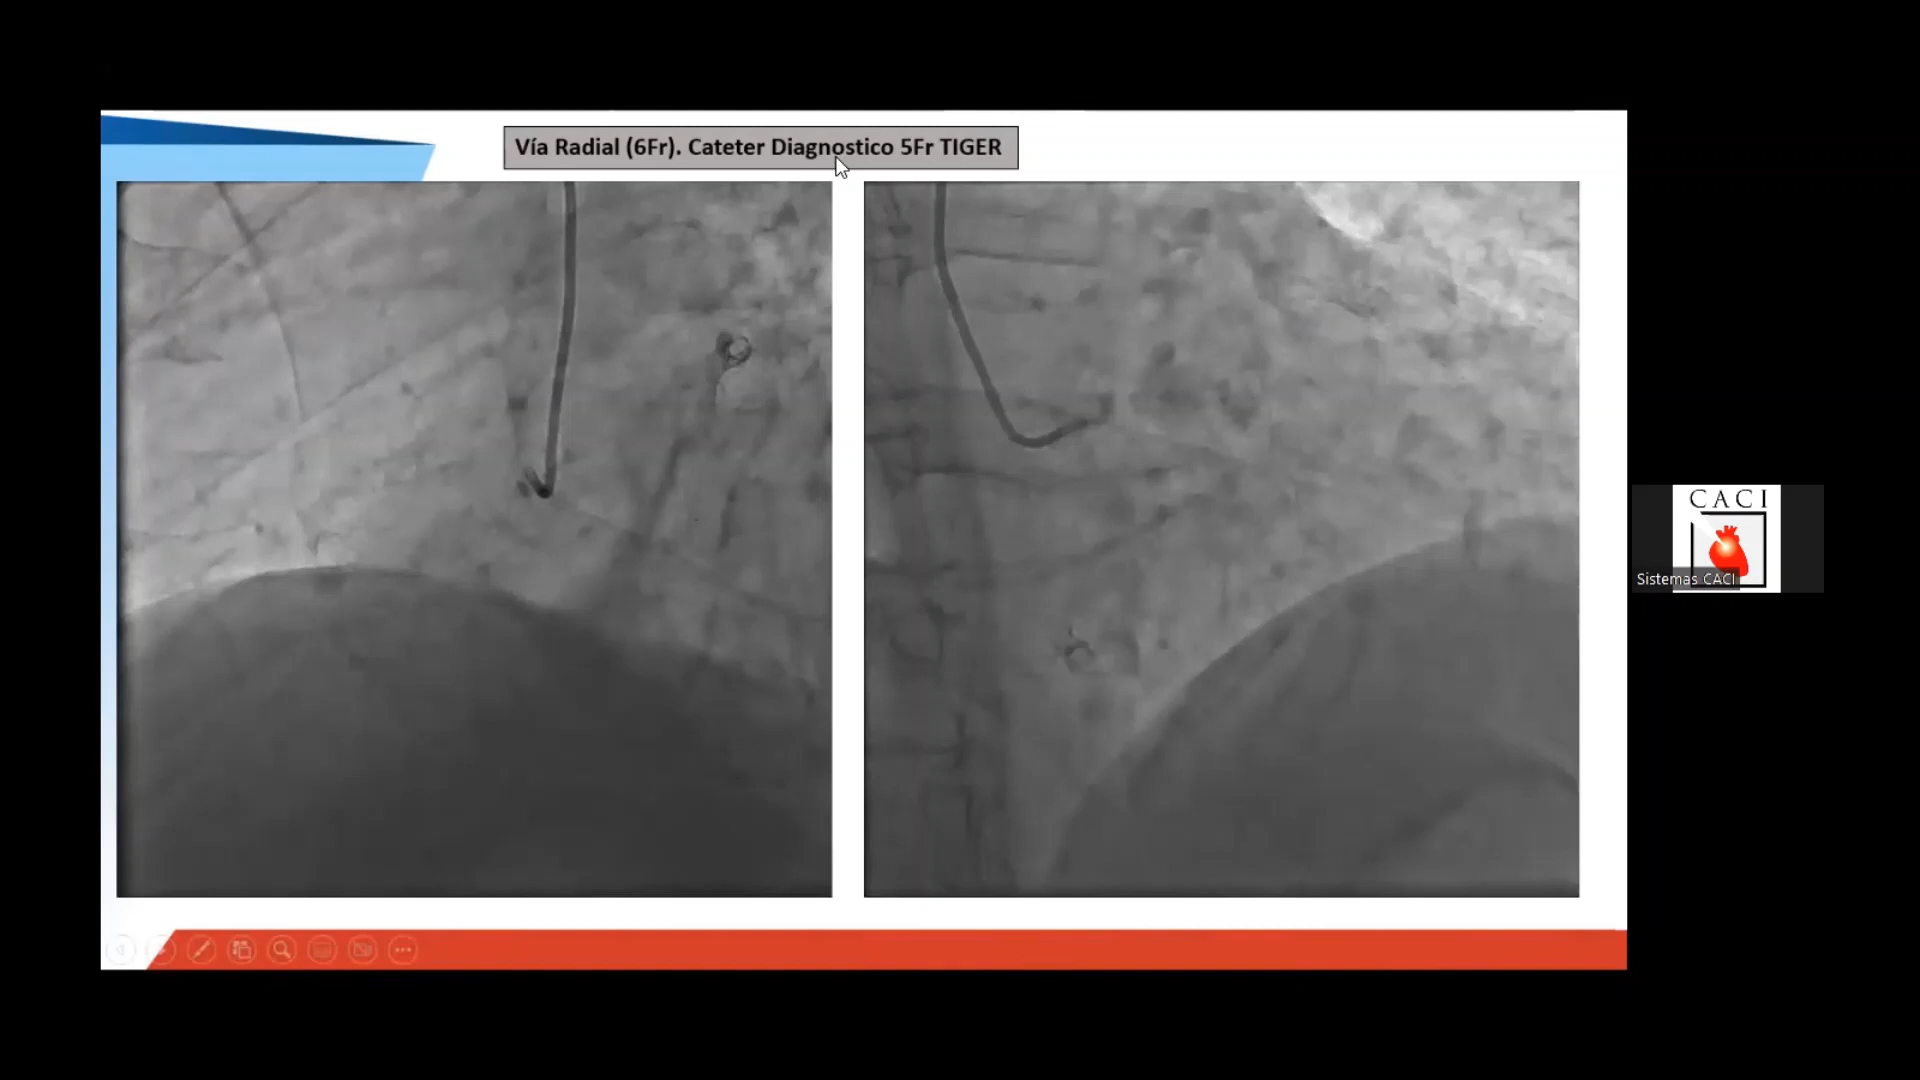 Vía Radial (6Fr). Cateter Diagnostico 5Fr TIGER
CACI
Sistemas CACI